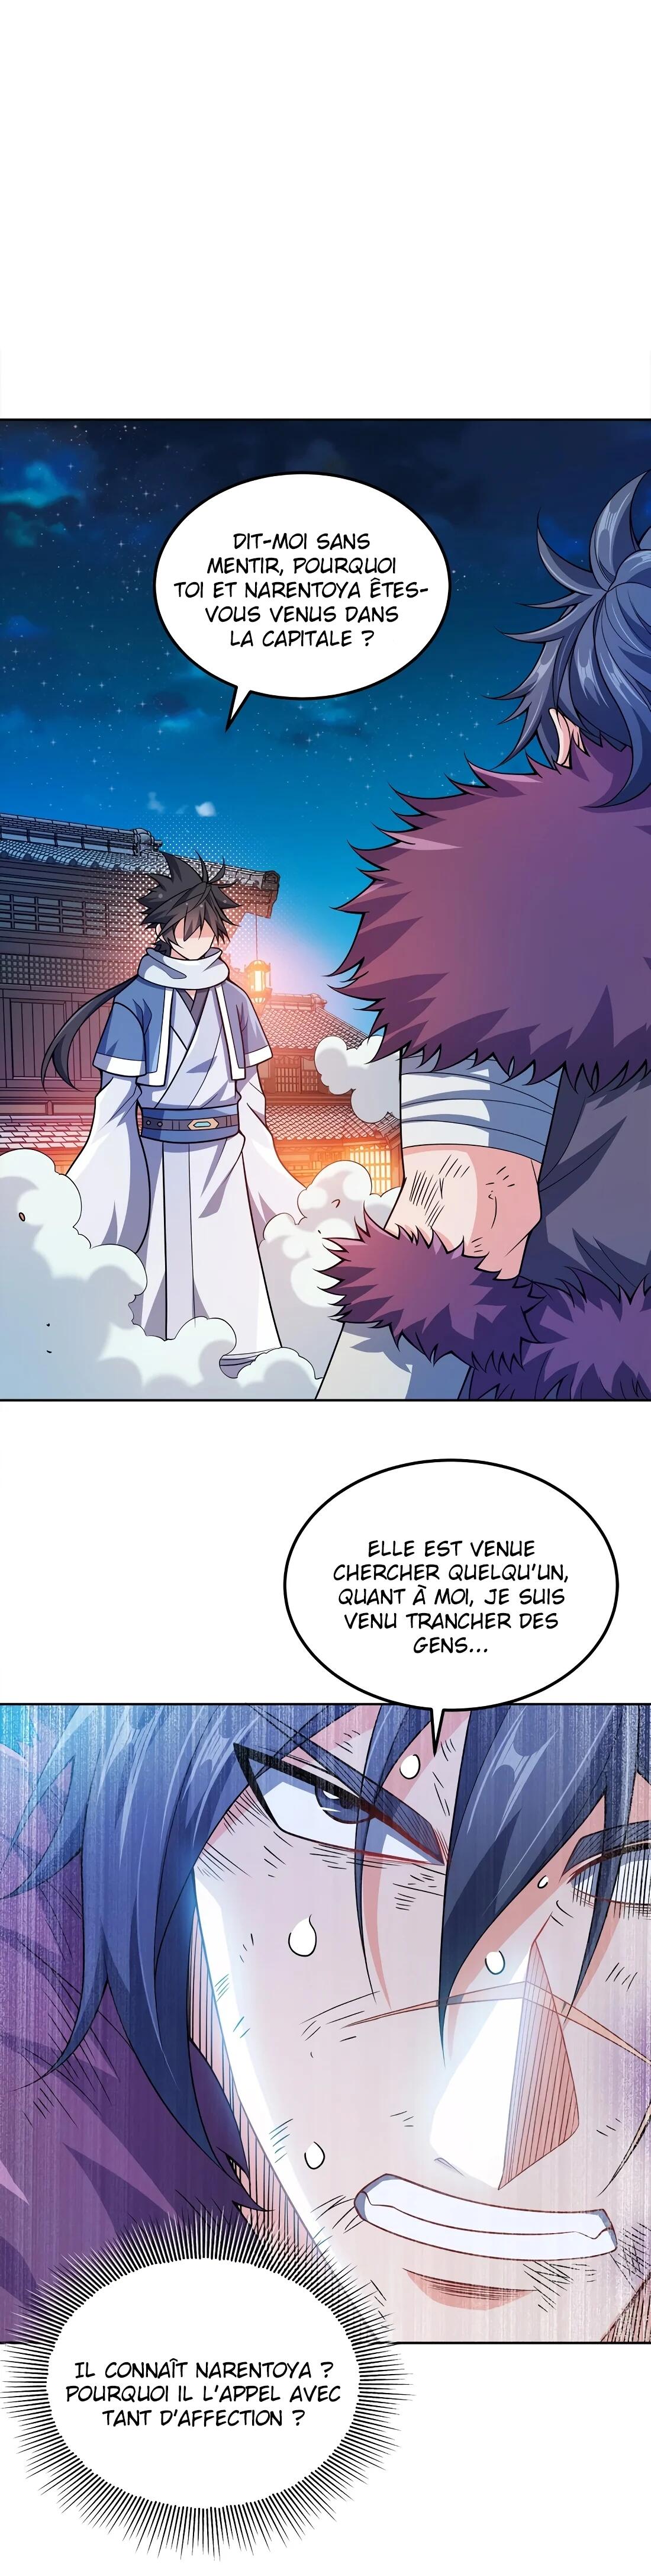 DIT-MOI SANS
MENTIR, POURQUOI
TOI ET NARENTOYA ÊTES-
VOUS VENUS DANS
LA CAPITALE ?
ELLE EST VENUE
CHERCHER QUELQU'UN,
QUANT À MOI, JE SUIS
VENU TRANCHER DES
GENS...
IL CONNAÎT NARENTOYA ?
POURQUOI IL L'APPEL AVEC
TANT D'AFFECTION ?